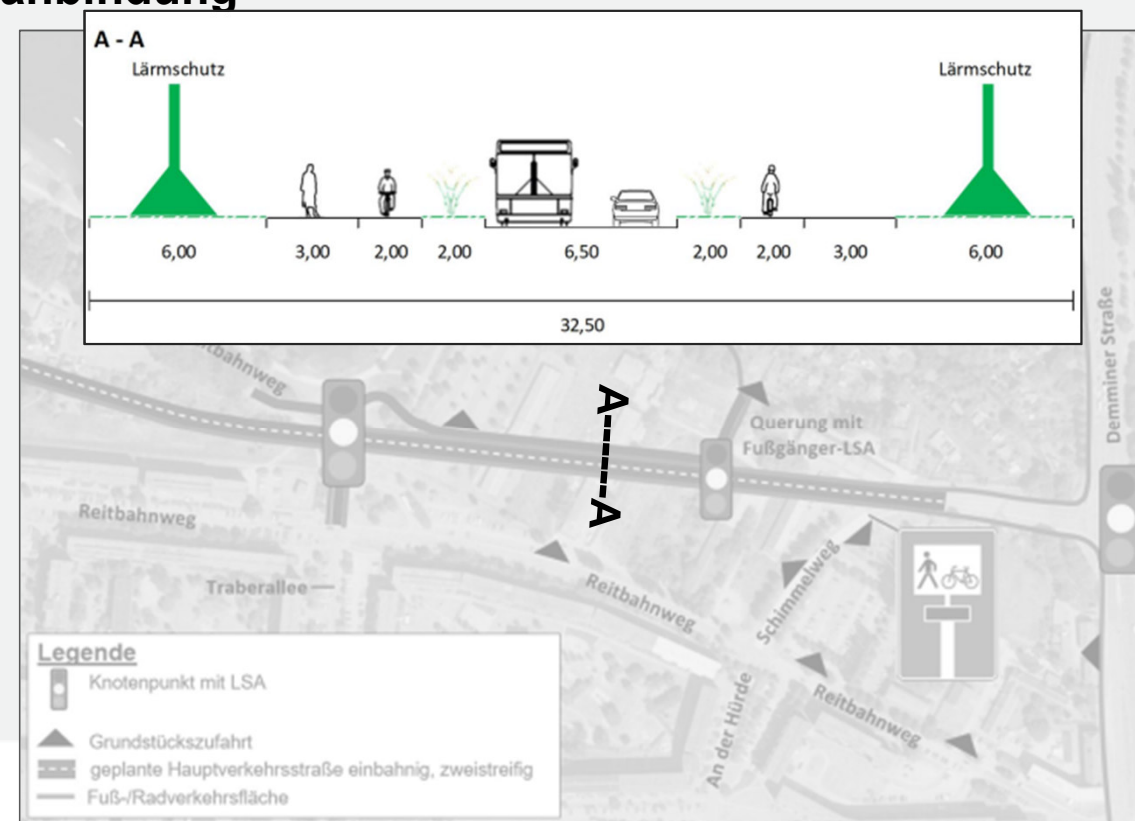 anbindung
A - A
Lärmschutz
Lärmschutz
6,00
3,00
2,00
2,00
6,50
2,00
2,00
3,00
6,00
32,50
Demminer Straße
A
A
Querung mit
Fußgänger-LSA
Reitbahnweg
Traberallee
Reitbahnweg
Schimmelweg
Reitbahnweg
An der Hürde
Legende
Knotenpunkt mit LSA
Grundstückszufahrt
geplante Hauptverkehrsstraße einbahnig, zweistreifig
Fuß-/Radverkehrsfläche